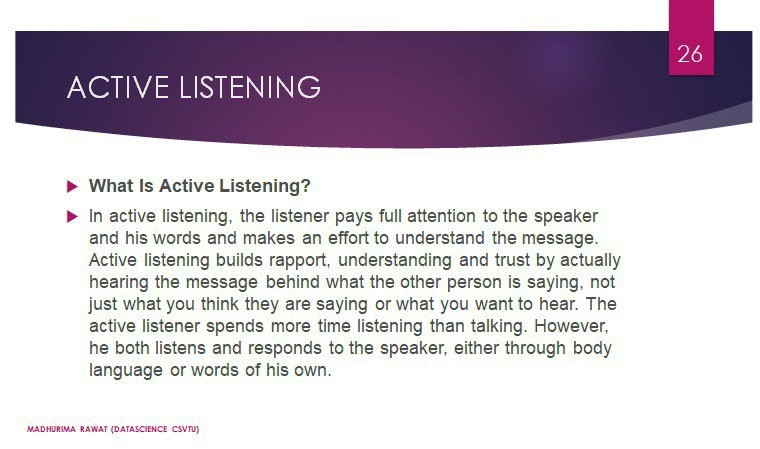 26
ACTIVE LISTENING
What Is Active Listening?
In active listening, the listener pays full attention to the speaker
and his words and makes an effort to understand the message.
Active listening builds rapport, understanding and trust by actually
hearing the message behind what the other person is saying, not
just what you think they are saying or what you want to hear. The
active listener spends more time listening than talking. However,
he both listens and responds to the speaker, either through body
language or words of his own.
MADHURIMA RAWAT (DATASCIENCE CSVTU)